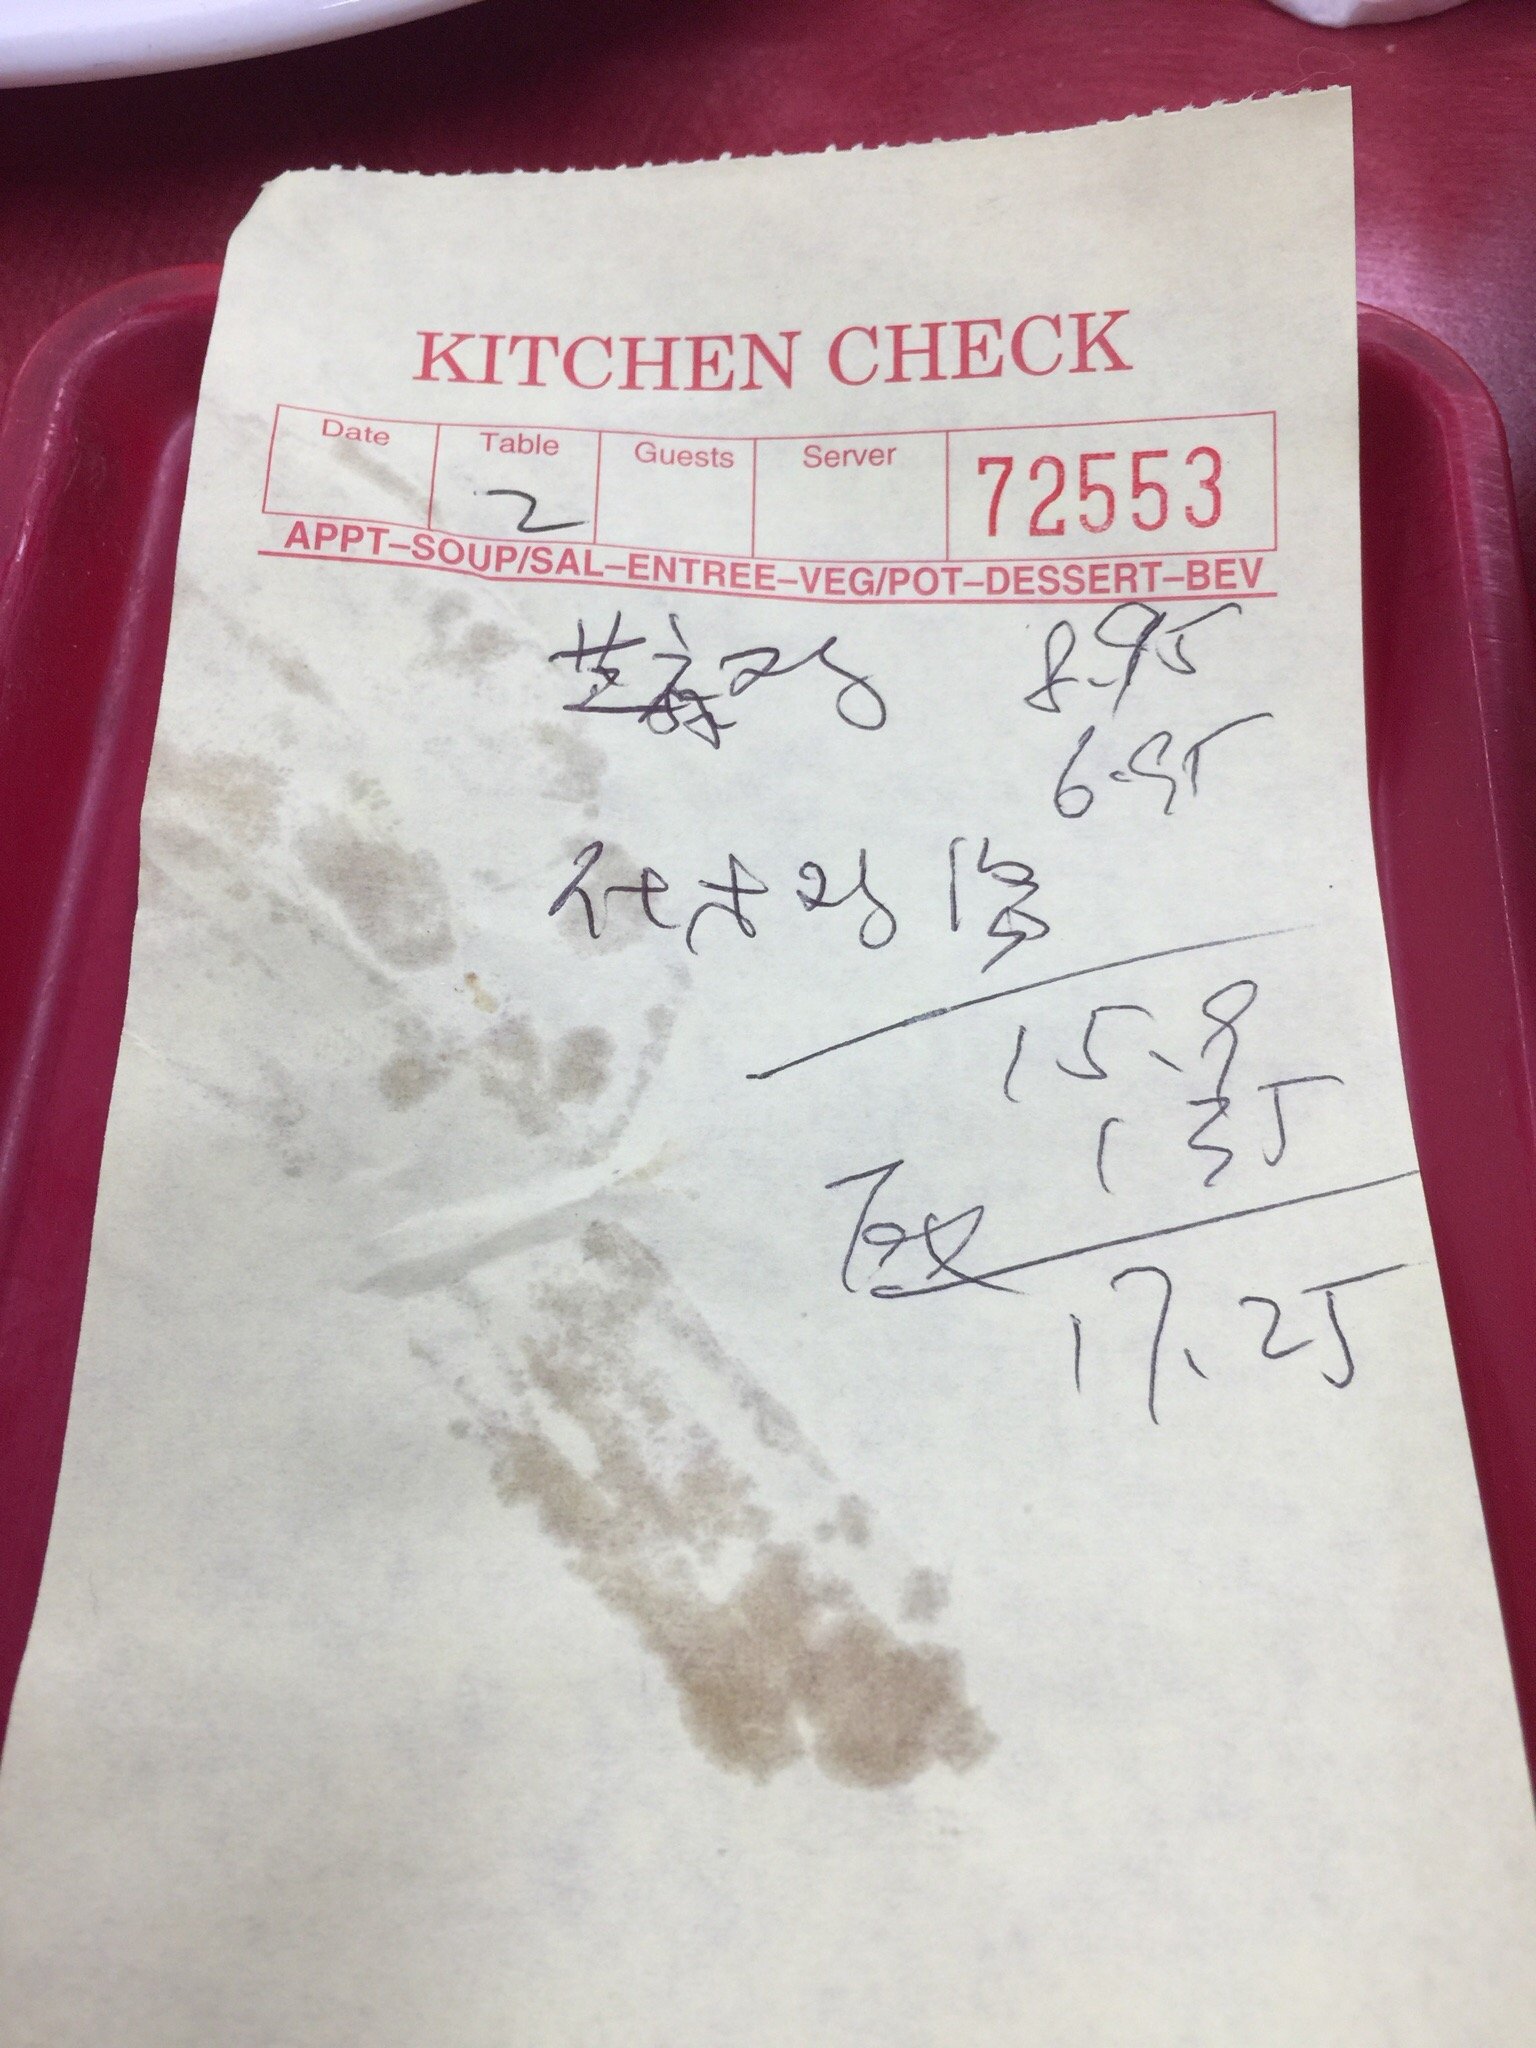 KITCHEN CHECK
Date Table Guests Server 72553
2
APPT–SOUP/SAL–ENTREE–VEG/POT–DESSERT–BEV
8.95
6.95
15.9
1 35
Tax
17.25